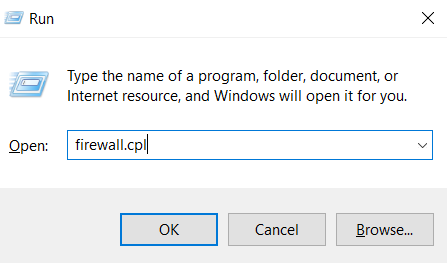 Run
Type the name of a program, folder, document, or
Internet resource, and Windows will open it for you.
Open: firewall.cpl
OK Cancel Browse...